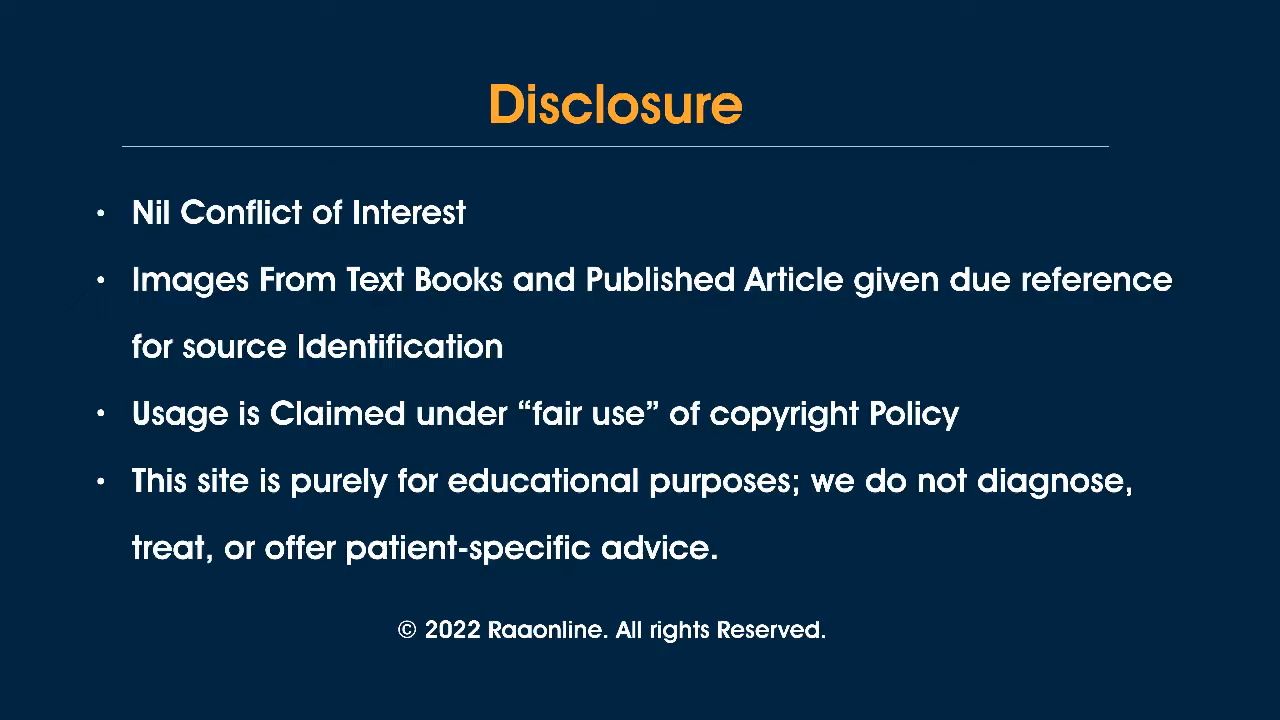 Disclosure
• Nil Conflict of Interest
• Images From Text Books and Published Article given due reference
for source Identification
• Usage is Claimed under “fair use” of copyright Policy
• This site is purely for educational purposes; we do not diagnose,
treat, or offer patient-specific advice.
© 2022 Raaonline. All rights Reserved.